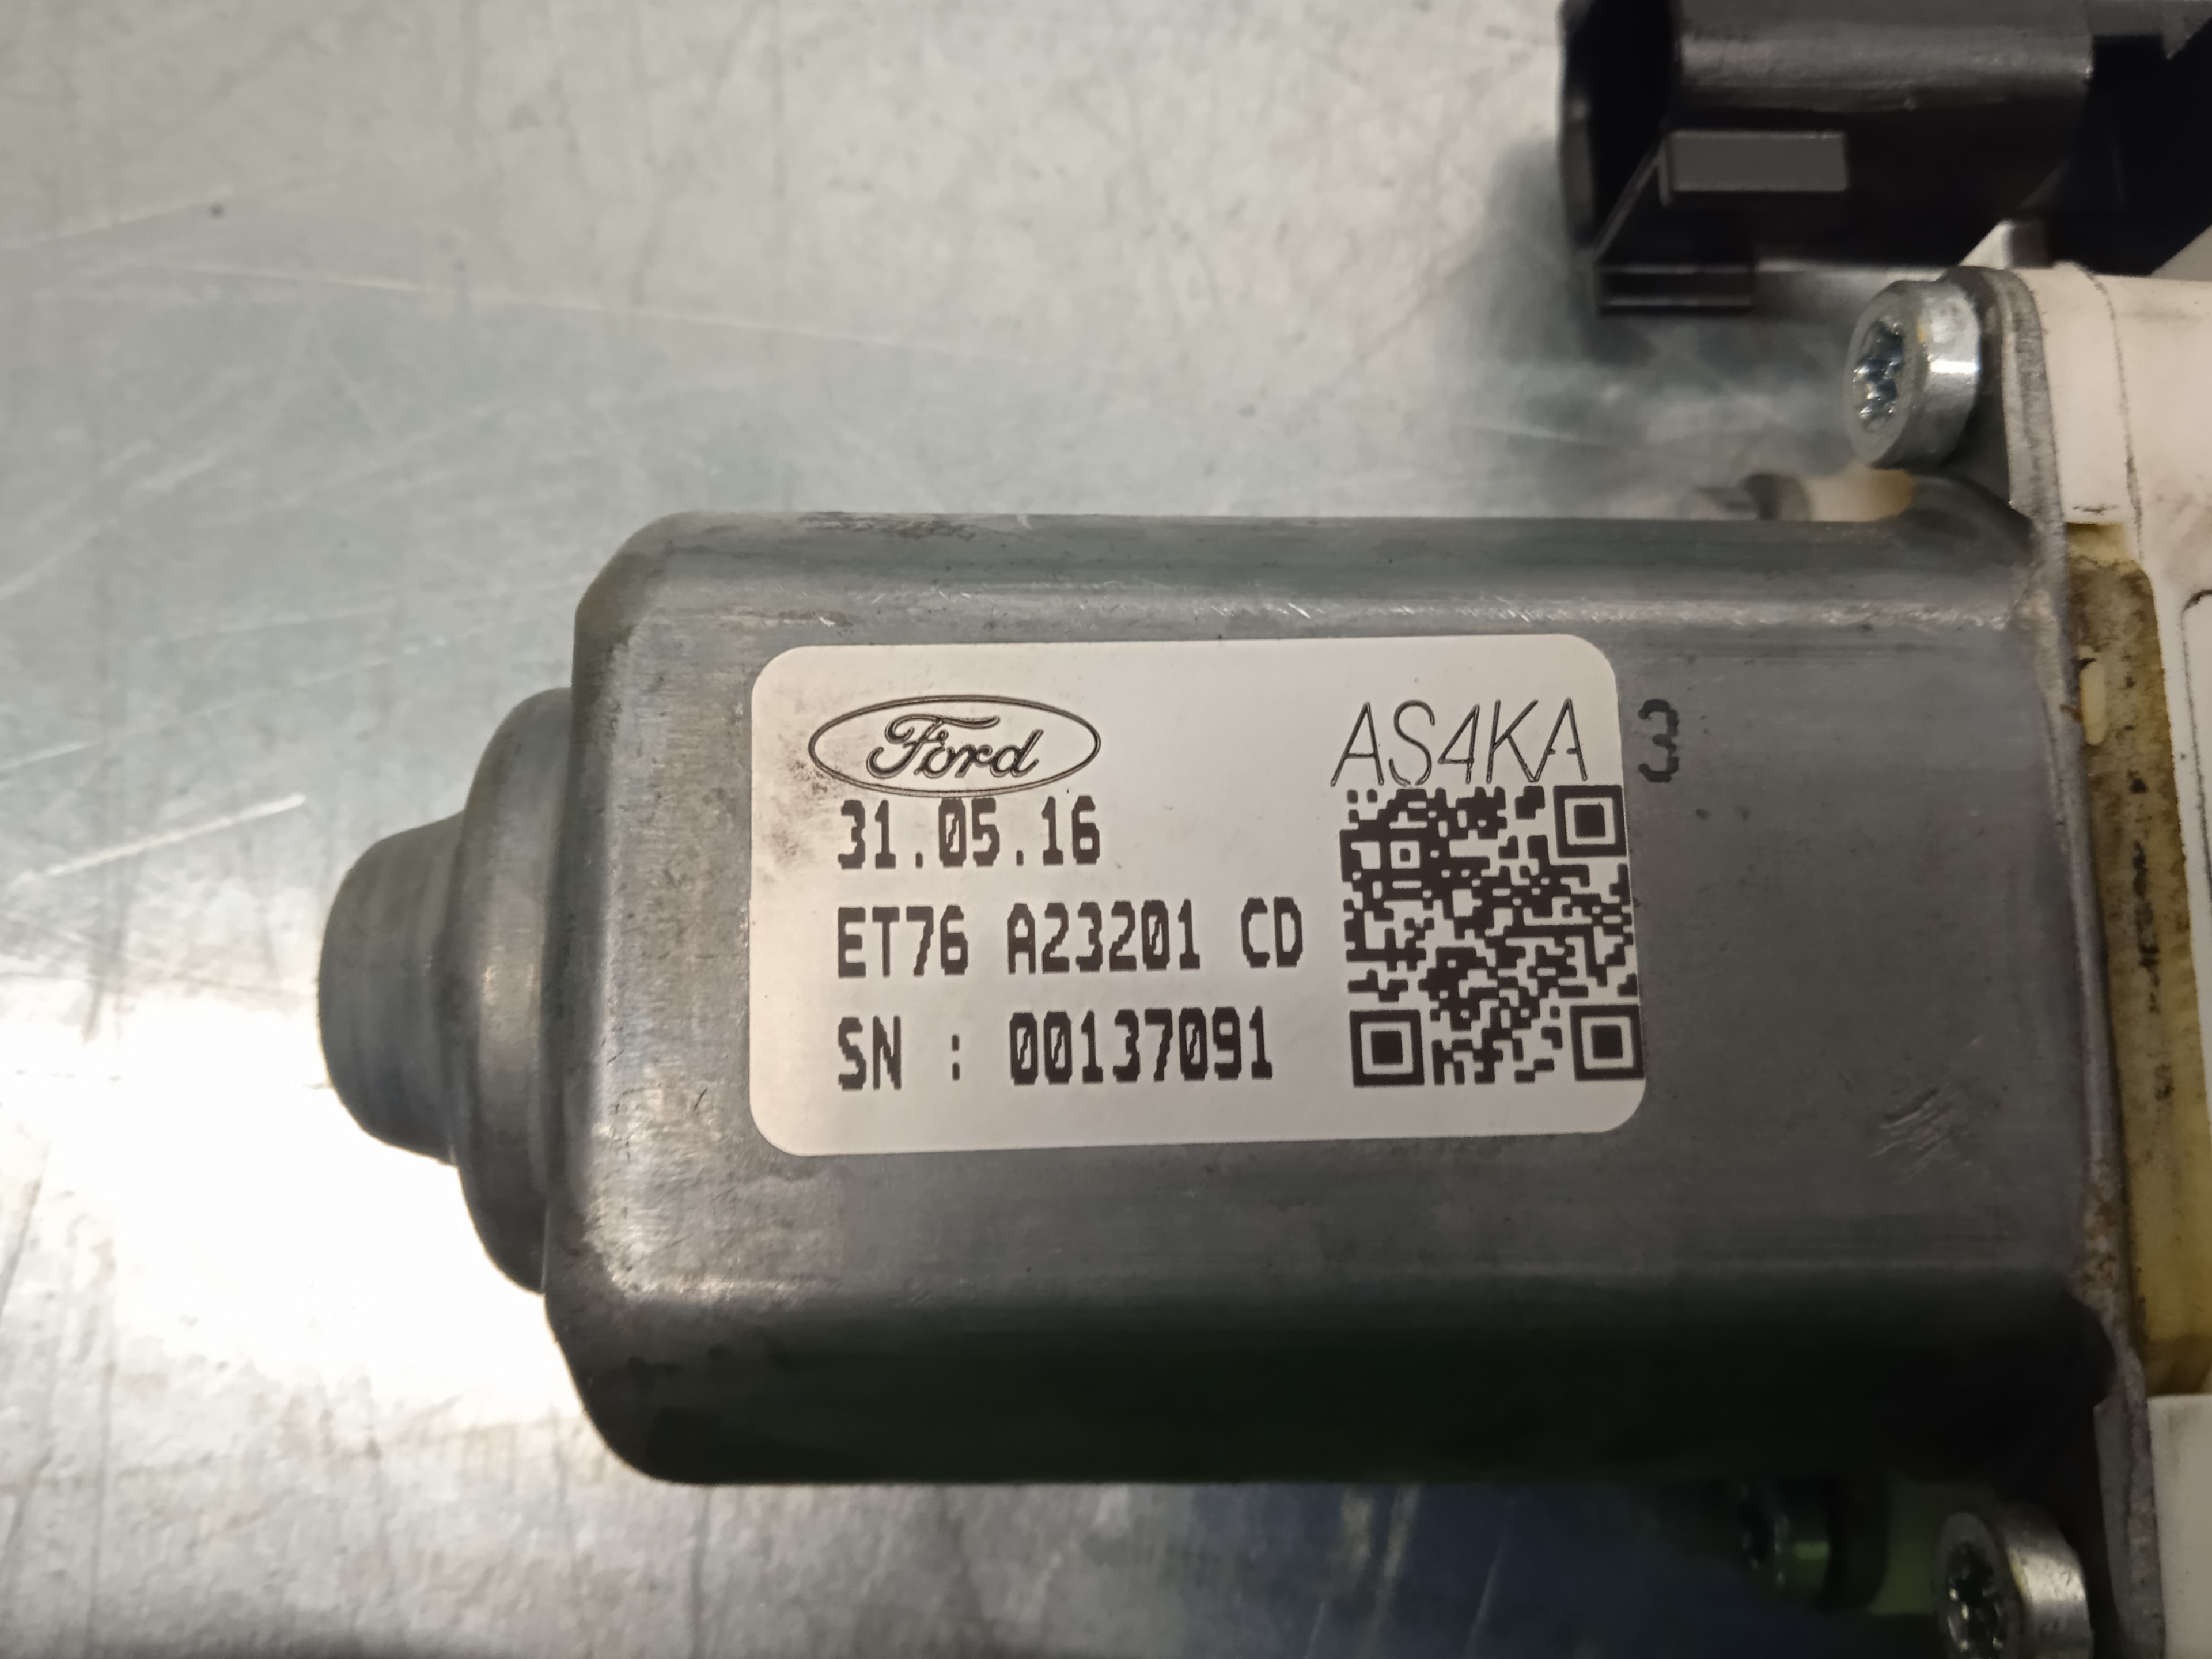 Ford AS4KA 3
31.05.16
ET76 A23201 CD
SN : 00137091